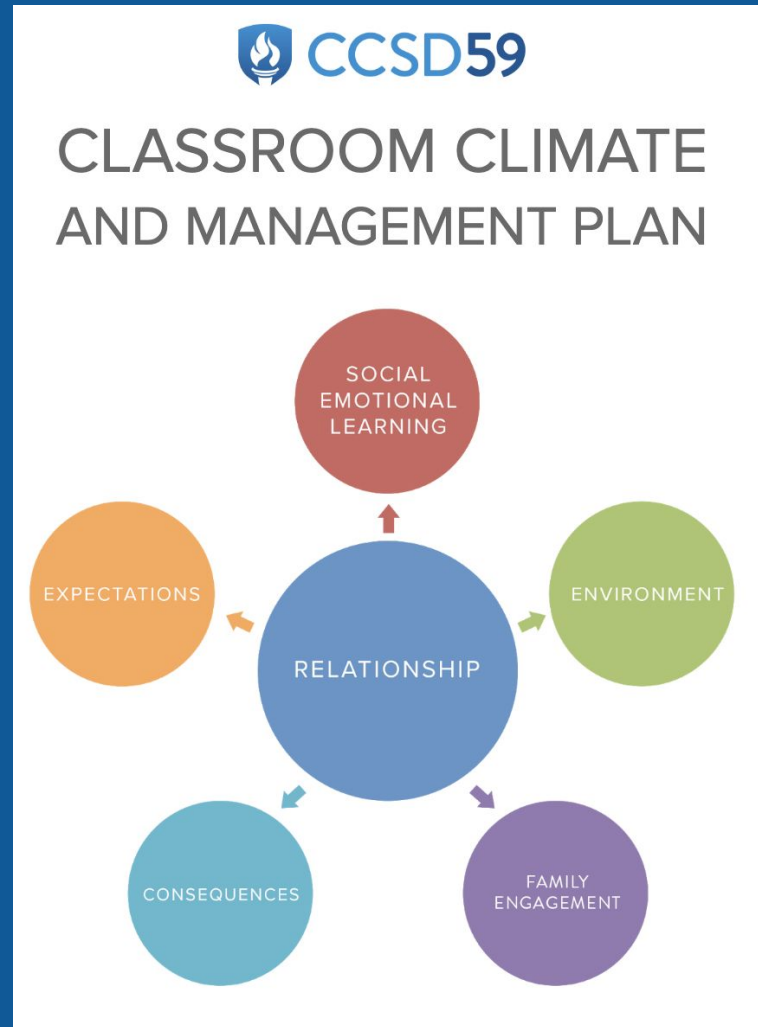 CCSD59
CLASSROOM CLIMATE
AND MANAGEMENT PLAN
SOCIAL
EMOTIONAL
LEARNING
EXPECTATIONS
ENVIRONMENT
RELATIONSHIP
CONSEQUENCES
FAMILY
ENGAGEMENT